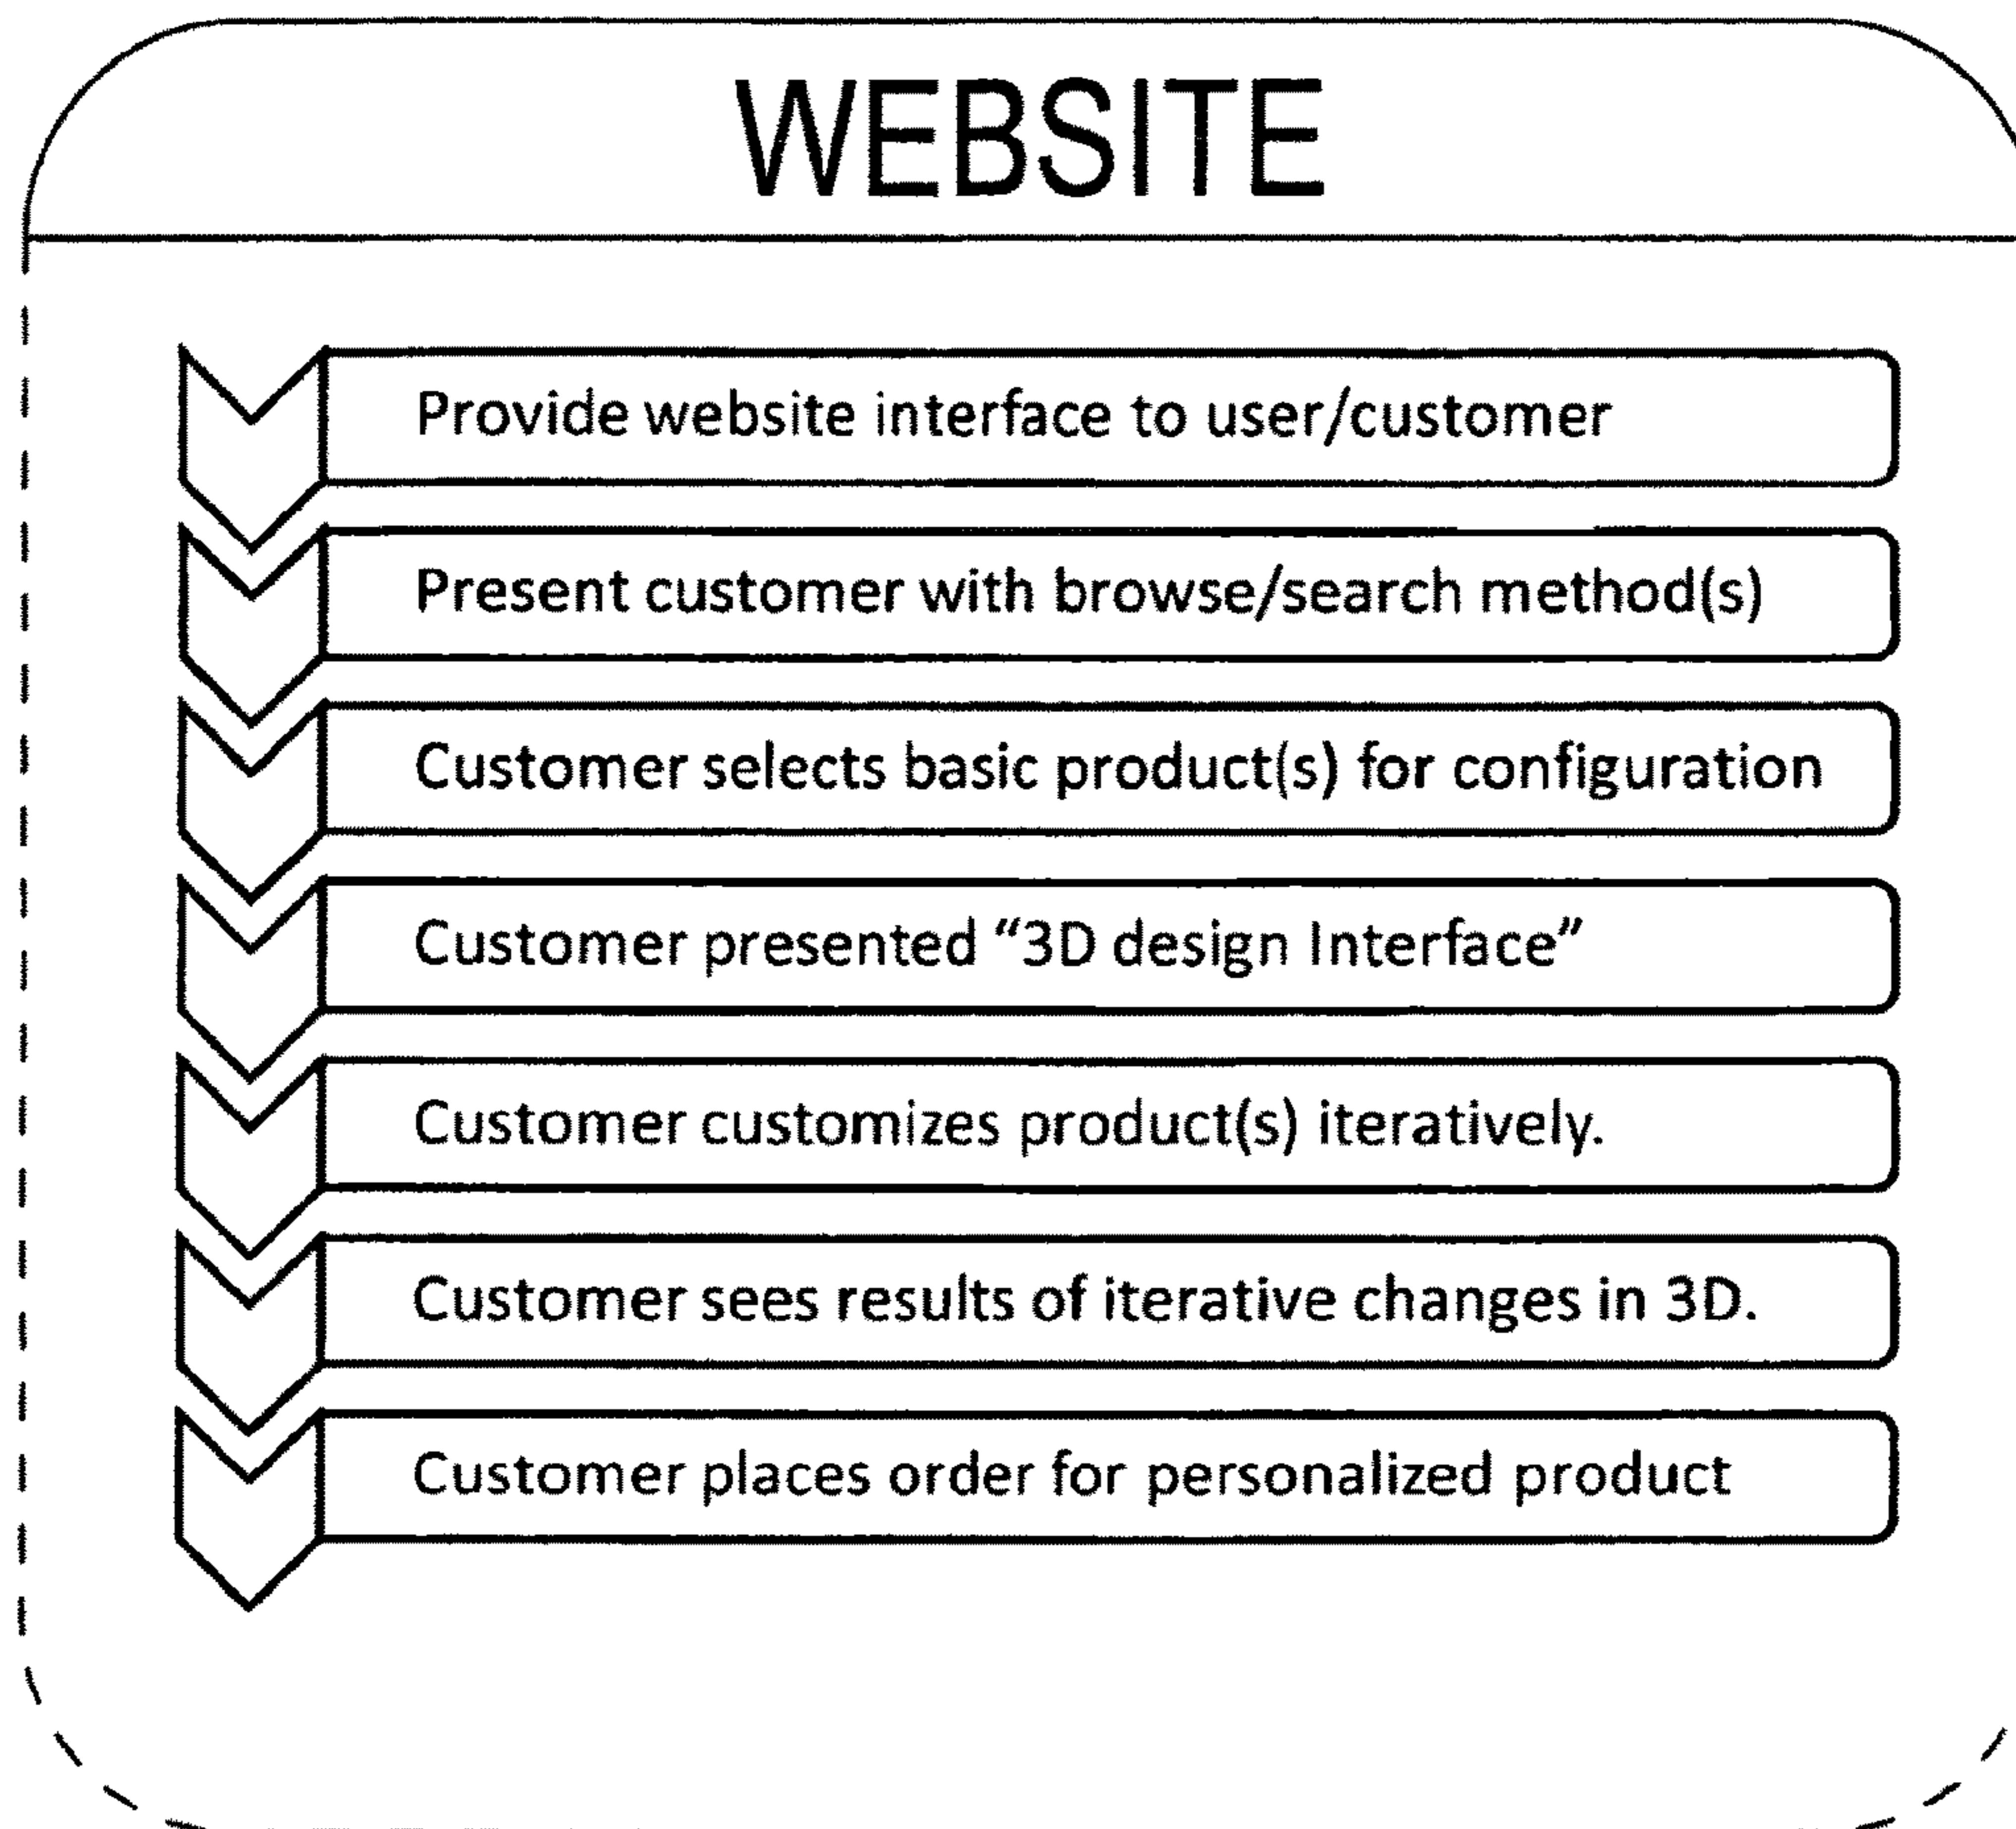 WEBSITE
Provide website interface to user/customer
Present customer with browse/search method(s)
Customer selects basic product(s) for configuration
Customer presented “3D design Interface”
Customer customizes product(s) iteratively.
Customer sees results of iterative changes in 3D.
Customer places order for personalized product